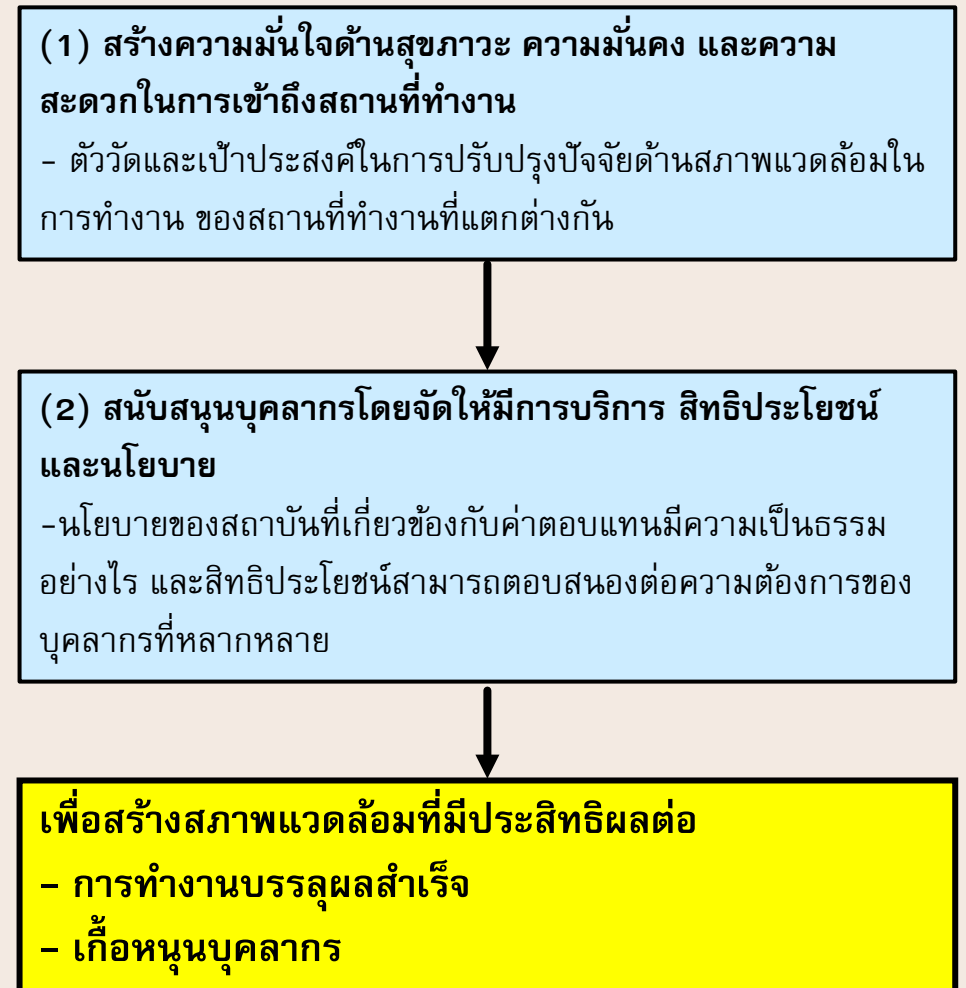 (1) สร้างความมั่นใจด้านสุขภาวะ ความมั่นคง และความ
สะดวกในการเข้าถึงสถานที่ทำงาน
- ตัววัดและเป้าประสงค์ในการปรับปรุงปัจจัยด้านสภาพแวดล้อมใน
การทำงาน ของสถานที่ทำงานที่แตกต่างกัน
(2) สนับสนุนบุคลากรโดยจัดให้มีการบริการ สิทธิประโยชน์
และนโยบาย
-นโยบายของสถาบันที่เกี่ยวข้องกับค่าตอบแทนมีความเป็นธรรม
อย่างไร และสิทธิประโยชน์สามารถตอบสนองต่อความต้องการของ
บุคลากรที่หลากหลาย
เพื่อสร้างสภาพแวดล้อมที่มีประสิทธิผลต่อ
- การทำงานบรรลุผลสำเร็จ
- เกื้อหนุนบุคลากร